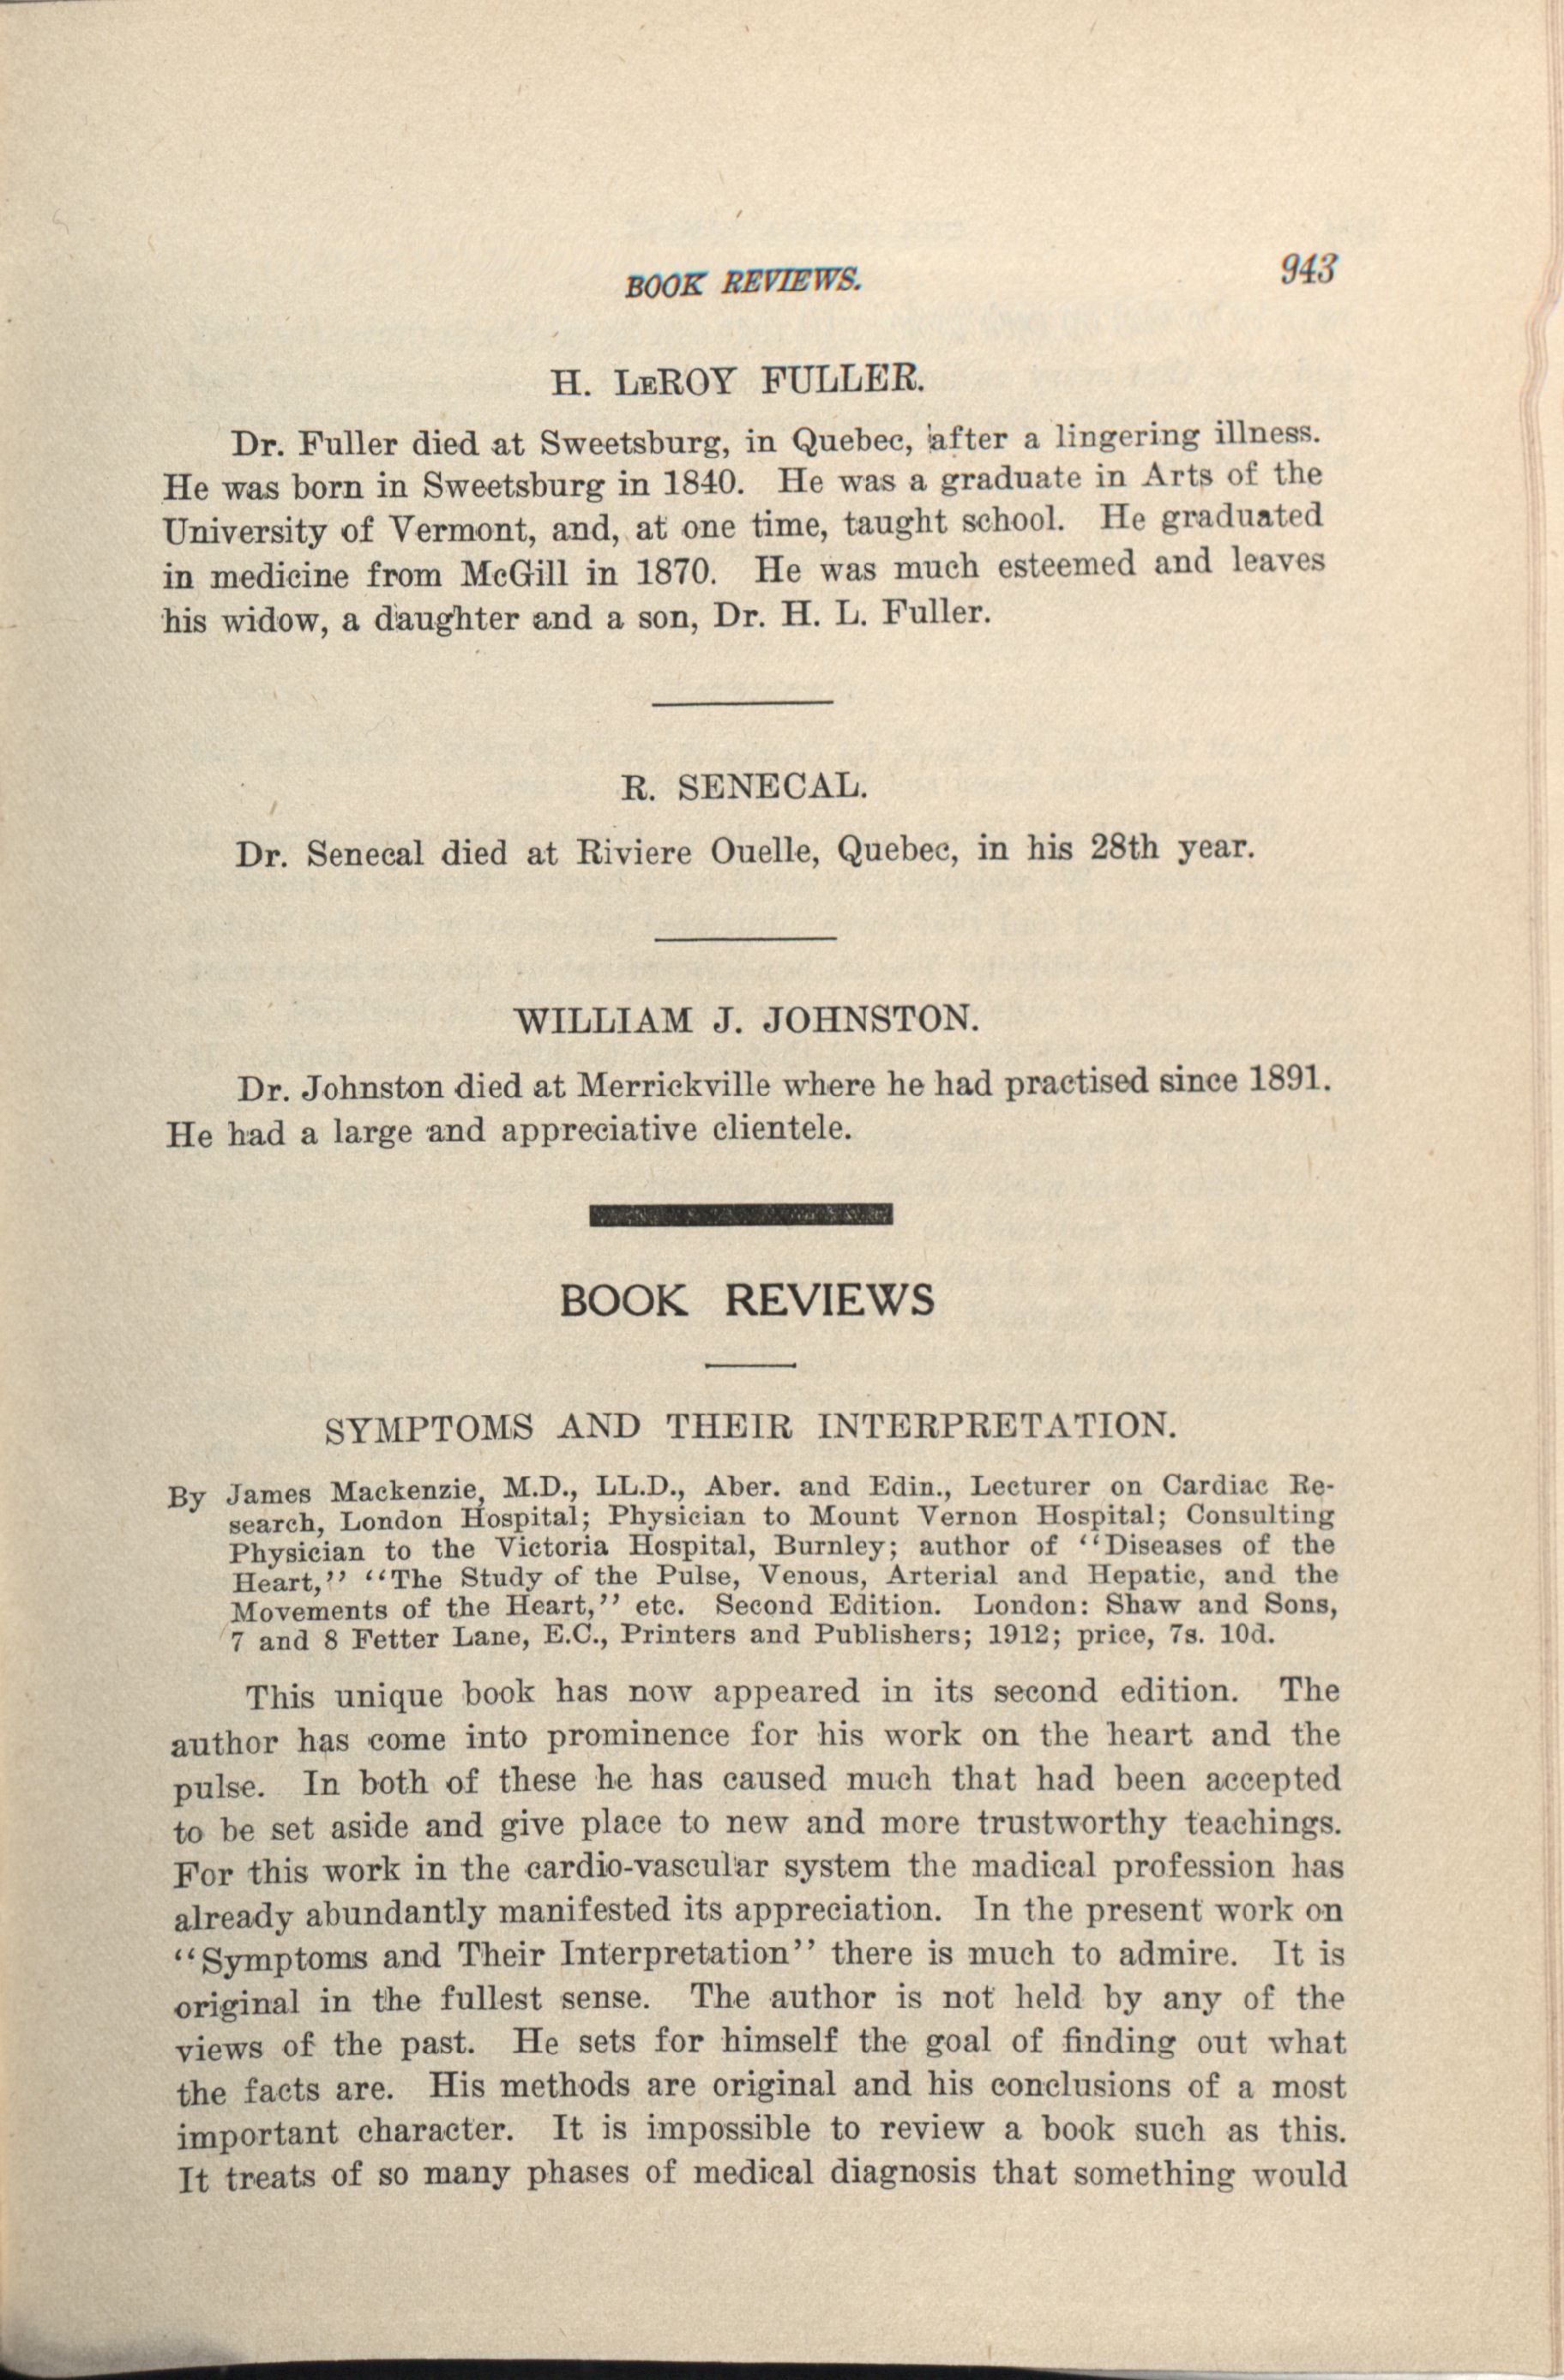 BOOK REVIEWS. 943
H. LEROY FULLER.
Dr. Fuller died at Sweetsburg, in Quebec, after a lingering illness.
He was born in Sweetsburg in 1840. He was a graduate in Arts of the
University of Vermont, and, at one time, taught school. He graduated
in medicine from McGill in 1870. He was much esteemed and leaves
his widow, a daughter and a son, Dr. H. L. Fuller.
R. SENECAL.
Dr. Senecal died at Riviere Ouelle, Quebec, in his 28th year.
WILLIAM J. JOHNSTON.
Dr. Johnston died at Merrickville where he had practised since 1891.
He had a large and appreciative clientele.
BOOK REVIEWS
SYMPTOMS AND THEIR INTERPRETATION.
By James Mackenzie, M.D., LL.D., Aber. and Edin., Lecturer on Cardiac Re-
search, London Hospital; Physician to Mount Vernon Hospital; Consulting
Physician to the Victoria Hospital, Burnley; author of ‘‘Diseases of the
Heart,’’ ‘‘The Study of the Pulse, Venous, Arterial and Hepatic, and the
Movements of the Heart,’’ etc. Second Edition. London: Shaw and Sons,
7 and 8 Fetter Lane, E.C., Printers and Publishers; 1912; price, 7s. 10d.
This unique book has now appeared in its second edition. The
author has come into prominence for his work on the heart and the
pulse. In both of these he has caused much that had been accepted
to be set aside and give place to new and more trustworthy teachings.
For this work in the cardio-vascular system the madical profession has
already abundantly manifested its appreciation. In the present work on
‘‘Symptoms and Their Interpretation’’ there is much to admire. It is
original in the fullest sense. The author is not held by any of the
views of the past. He sets for himself the goal of finding out what
the facts are. His methods are original and his conclusions of a most
important character. It is impossible to review a book such as this.
It treats of so many phases of medical diagnosis that something would